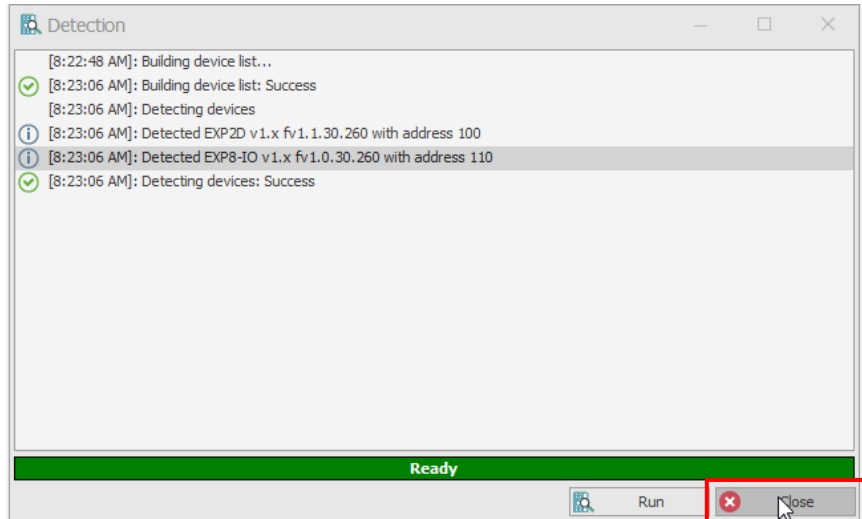 Detection
[8:22:48 AM]: Building device list...
[8:23:06 AM]: Building device list: Success
[8:23:06 AM]: Detecting devices
[8:23:06 AM]: Detected EXP2D v1.x fv1.1.30.260 with address 100
[8:23:06 AM]: Detected EXP8-IO v1.x fv1.0.30.260 with address 110
[8:23:06 AM]: Detecting devices: Success
Ready
Run
Close